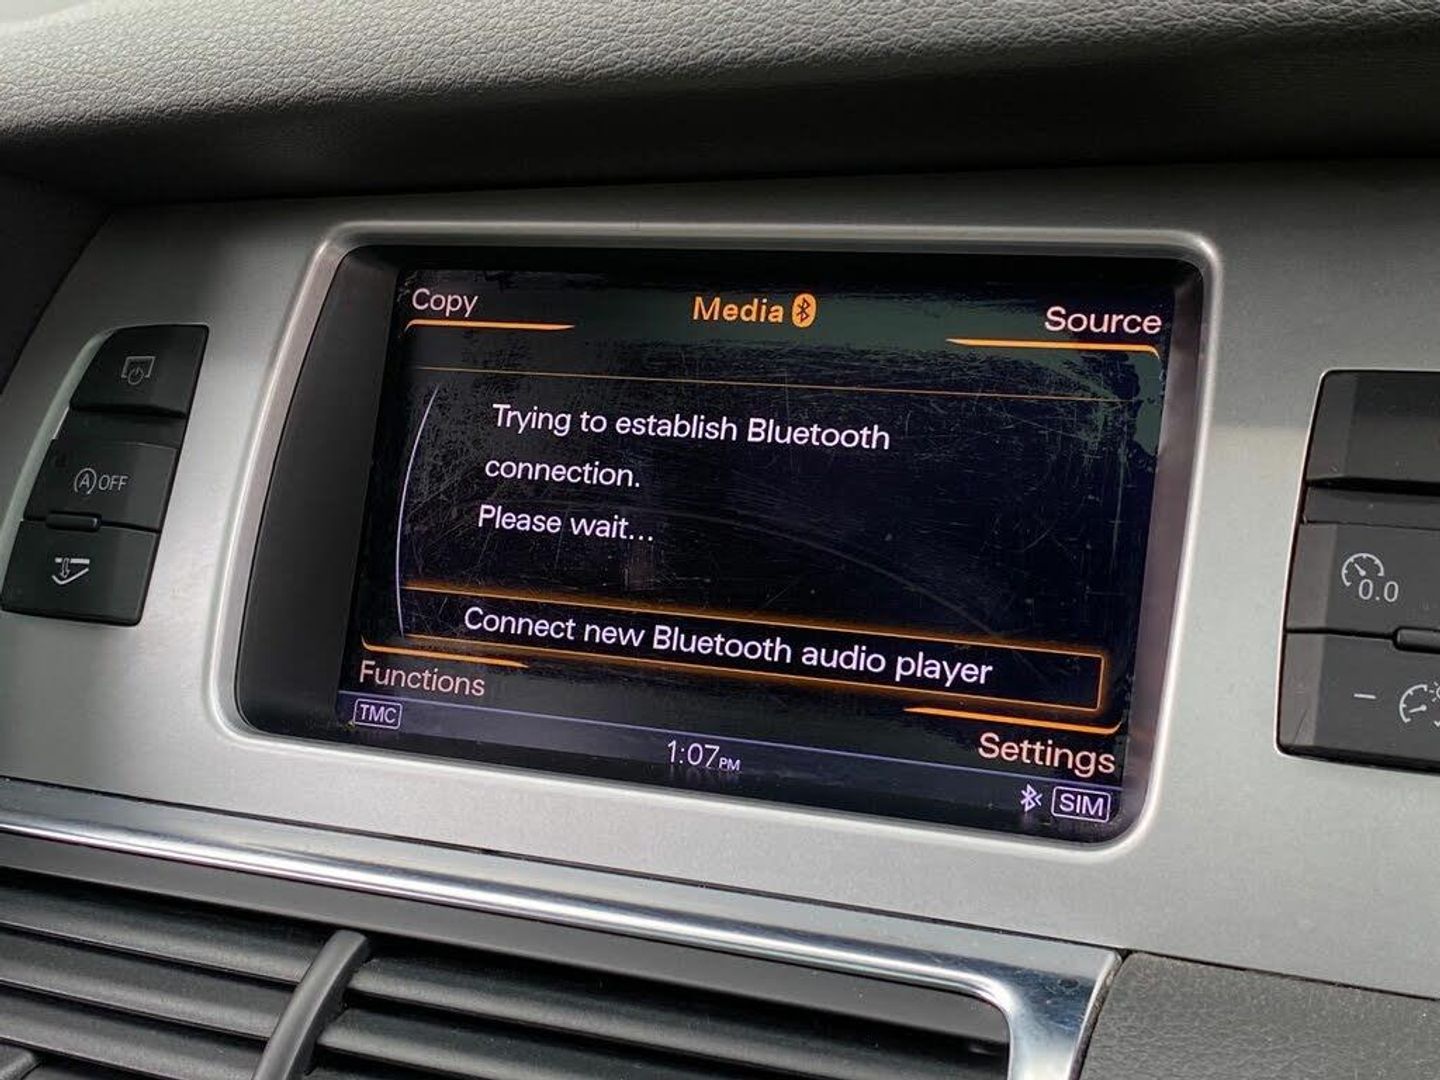 Copy
Media
Source
Trying to establish Bluetooth
connection.
Please wait...
Connect new Bluetooth audio player
Functions
Settings
TMC
1:07PM
SIM
A OFF
0.0